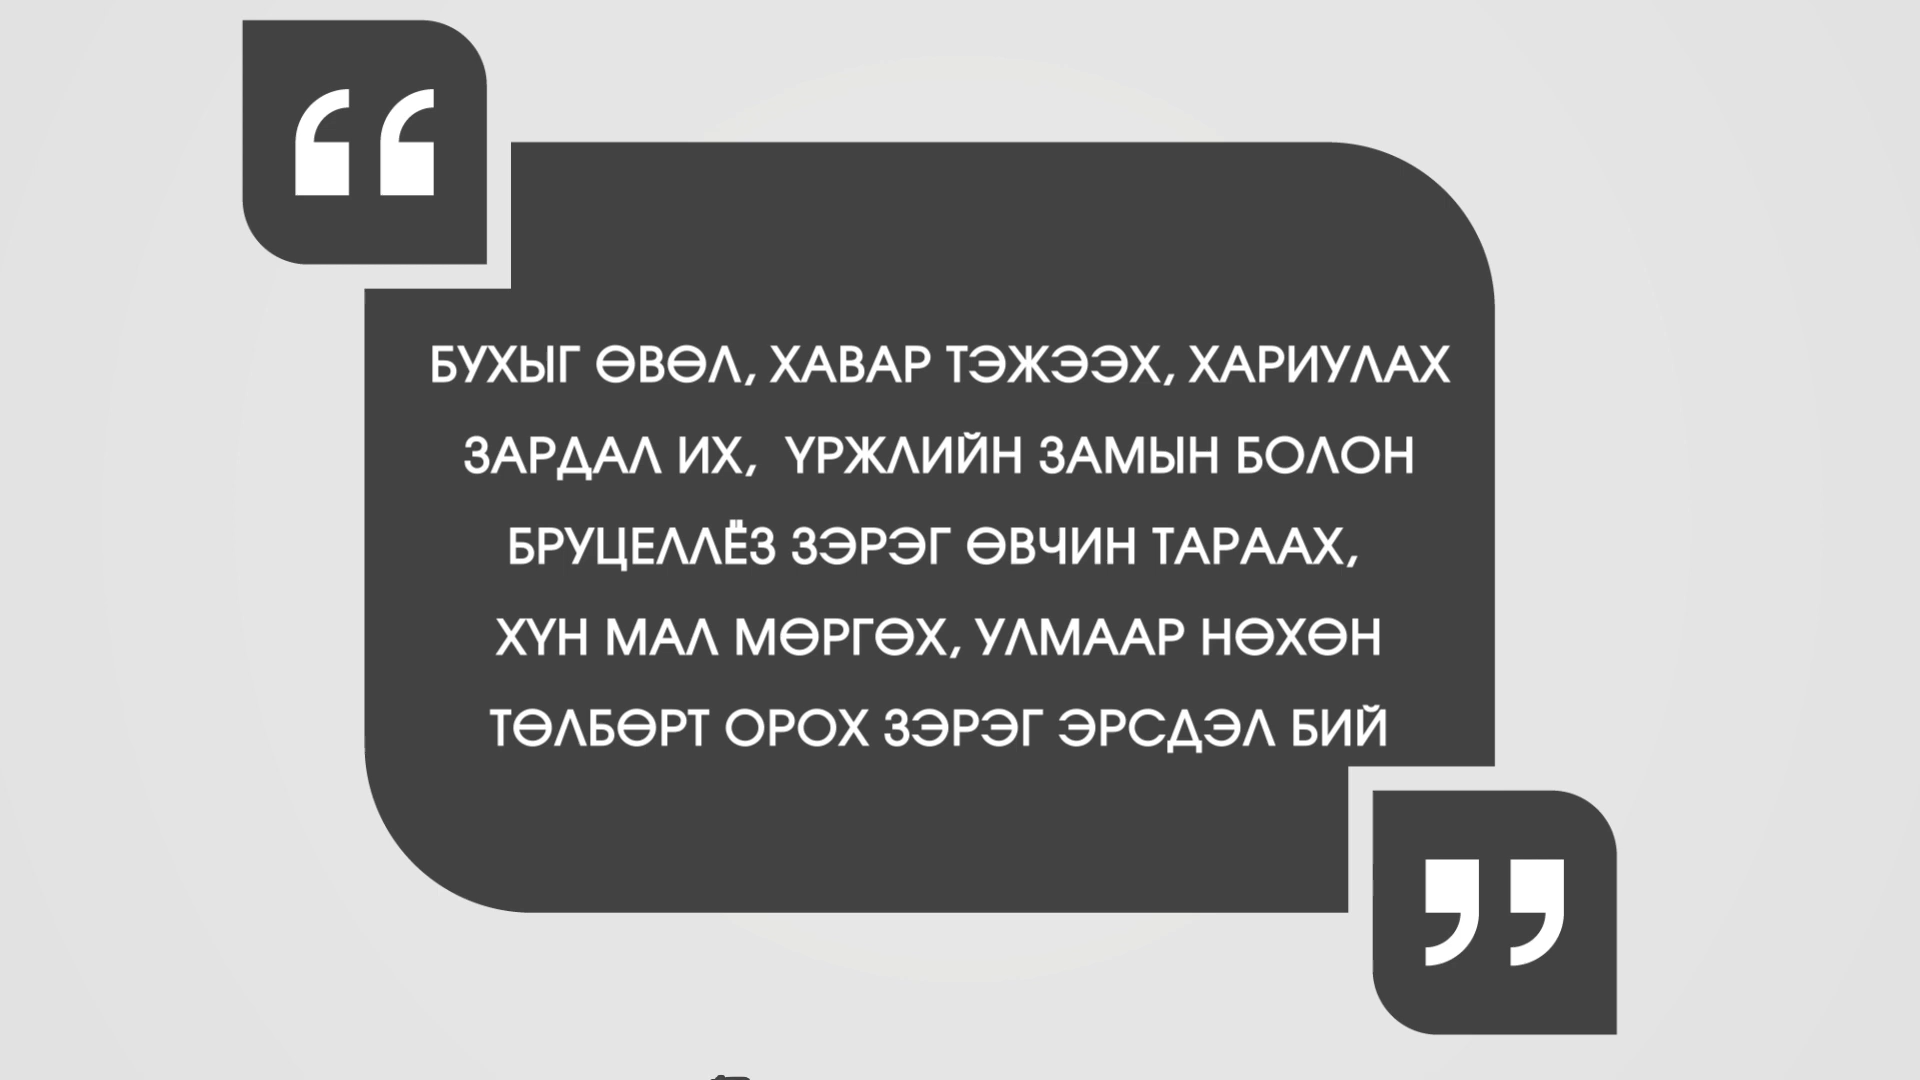 БУХЫГ ӨВӨЛ, ХАВАР ТЭЖЭЭХ, ХАРИУЛАХ
ЗАРДАЛ ИХ, ҮРЖЛИЙН ЗАМЫН БОЛОН
БРУЦЕЛЛЁЗ ЗЭРЭГ ӨВЧИН ТАРААХ,
ХҮН МАЛ МӨРГӨХ, УЛМААР НӨХӨН
ТӨЛБӨРТ ОРОХ ЗЭРЭГ ЭРСДЭЛ БИЙ